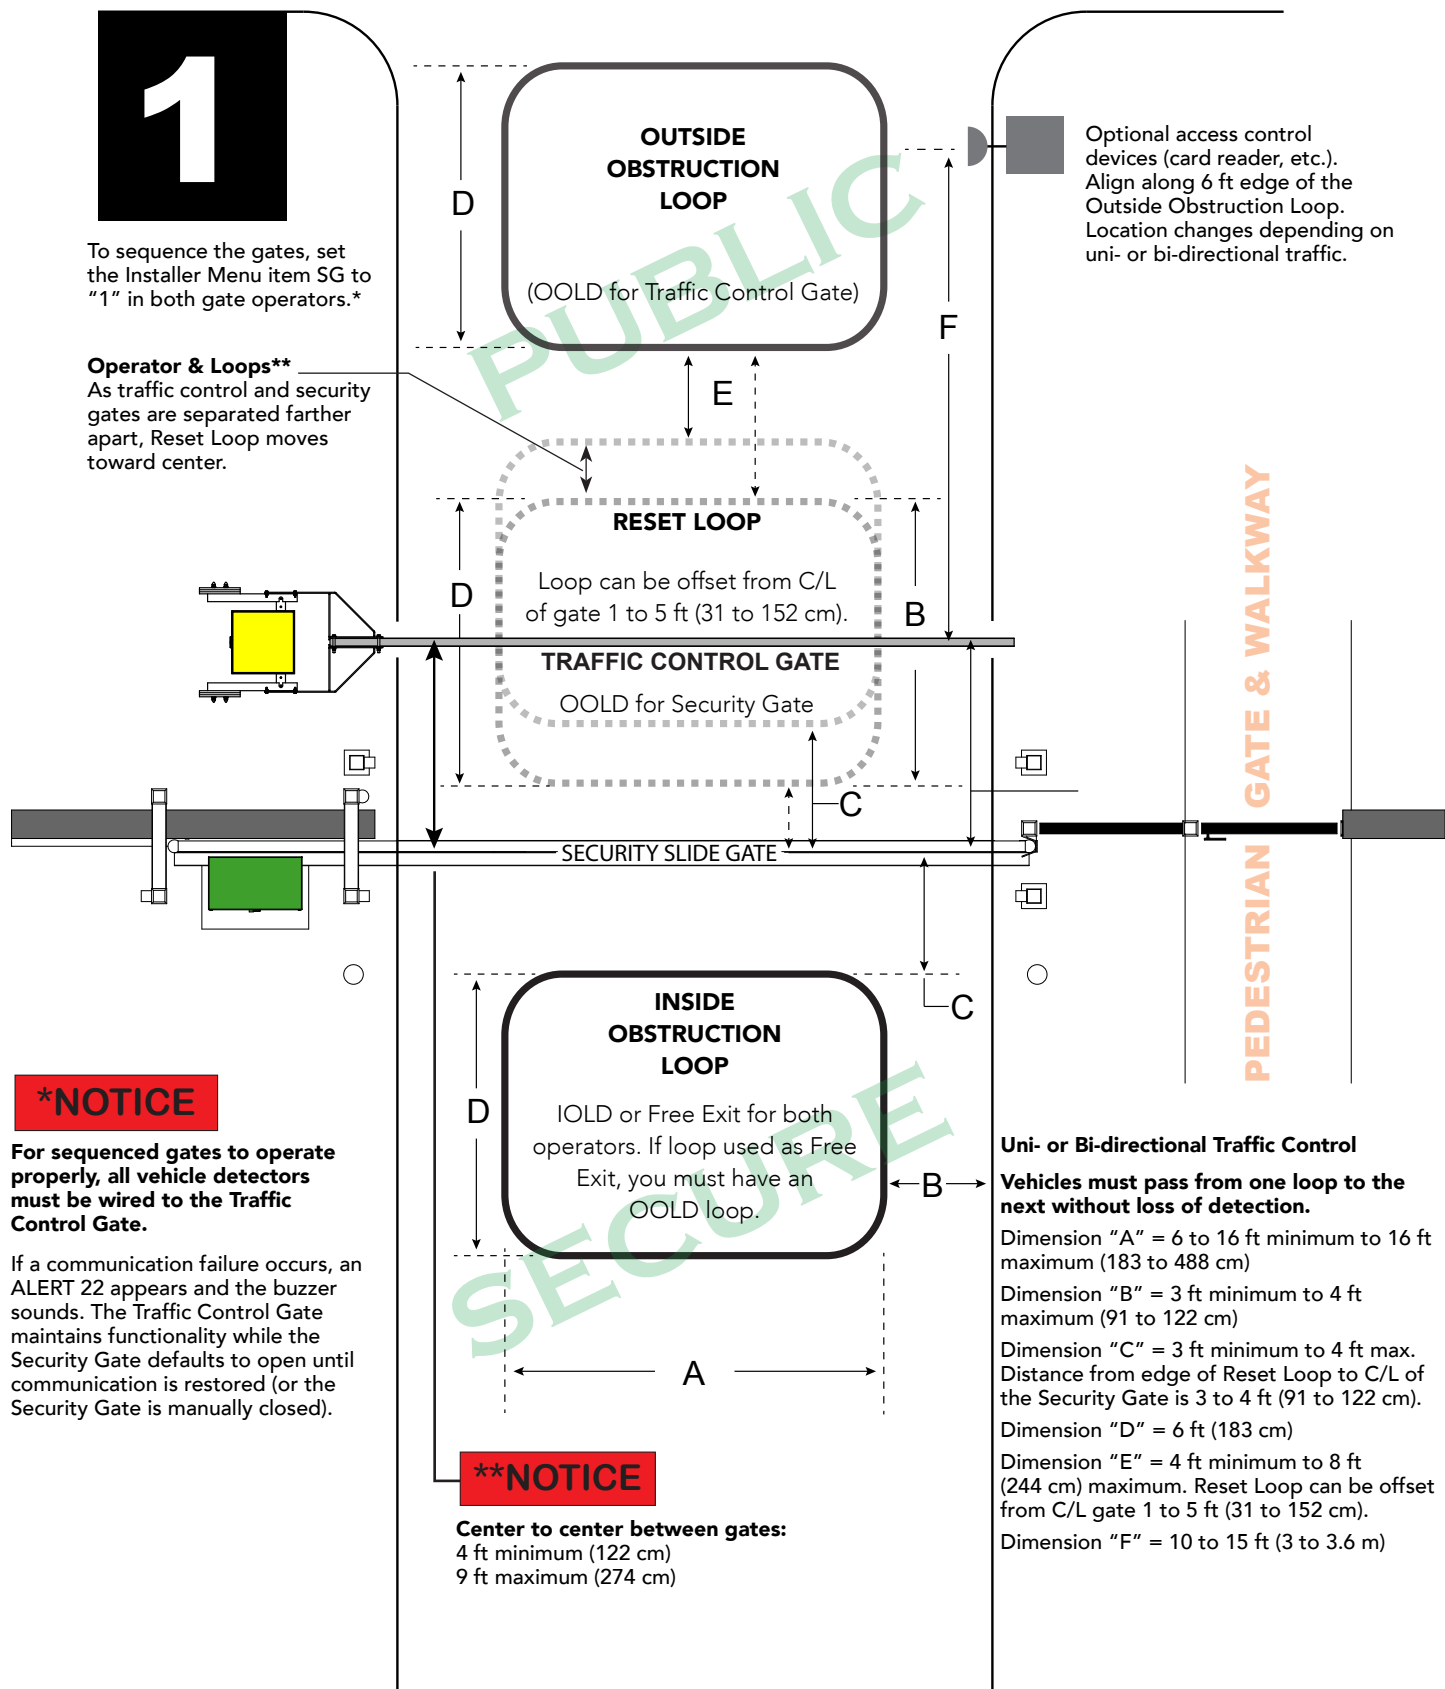 1
To sequence the gates, set
the Installer Menu item SG to
“1” in both gate operators.*
Operator & Loops**
As traffic control and security
gates are separated farther
apart, Reset Loop moves
toward center.
D
OUTSIDE
OBSTRUCTION
LOOP
(OOLD for Traffic Control Gate)
PUBLIC
Optional access control
devices (card reader, etc.).
Align along 6 ft edge of the
Outside Obstruction Loop.
Location changes depending on
uni- or bi-directional traffic.
F
E
RESET LOOP
Loop can be offset from C/L
of gate 1 to 5 ft (31 to 152 cm).
D
B
TRAFFIC CONTROL GATE
OOLD for Security Gate
C
SECURITY SLIDE GATE
PEDESTRIAN GATE & WALKWAY
C
INSIDE
OBSTRUCTION
LOOP
D
IOLD or Free Exit for both
operators. If loop used as Free
Exit, you must have an
OOLD loop.
B
SECURE
A
*NOTICE
For sequenced gates to operate
properly, all vehicle detectors
must be wired to the Traffic
Control Gate.
If a communication failure occurs, an
ALERT 22 appears and the buzzer
sounds. The Traffic Control Gate
maintains functionality while the
Security Gate defaults to open until
communication is restored (or the
Security Gate is manually closed).
**NOTICE
Center to center between gates:
4 ft minimum (122 cm)
9 ft maximum (274 cm)
Uni- or Bi-directional Traffic Control
Vehicles must pass from one loop to the
next without loss of detection.
Dimension “A” = 6 to 16 ft minimum to 16 ft
maximum (183 to 488 cm)
Dimension “B” = 3 ft minimum to 4 ft
maximum (91 to 122 cm)
Dimension “C” = 3 ft minimum to 4 ft max.
Distance from edge of Reset Loop to C/L of
the Security Gate is 3 to 4 ft (91 to 122 cm).
Dimension “D” = 6 ft (183 cm)
Dimension “E” = 4 ft minimum to 8 ft
(244 cm) maximum. Reset Loop can be offset
from C/L gate 1 to 5 ft (31 to 152 cm).
Dimension “F” = 10 to 15 ft (3 to 3.6 m)